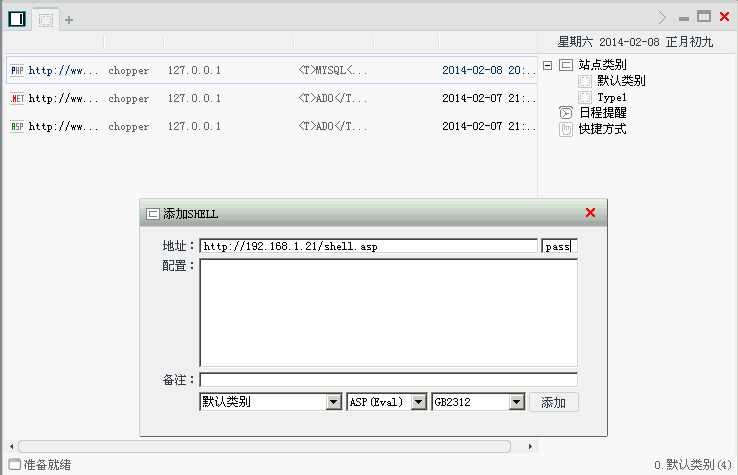 星期六 2014-02-08 正月初九
PHP http://ww... chopper 127.0.0.1 <T>MYSQL<... 2014-02-08 20:..
.NET http://ww... chopper 127.0.0.1 <T>ADO</T... 2014-02-07 21:..
ASP http://ww... chopper 127.0.0.1 <T>ADO</T... 2014-02-07 21:..
站点类别
默认类别
Type1
日程提醒
快捷方式
添加SHELL
地址: http://192.168.1.21/shell.asp pass
配置:
备注:
默认类别 ASP(Eval) GB2312 添加
准备就绪 0.默认类别(4)